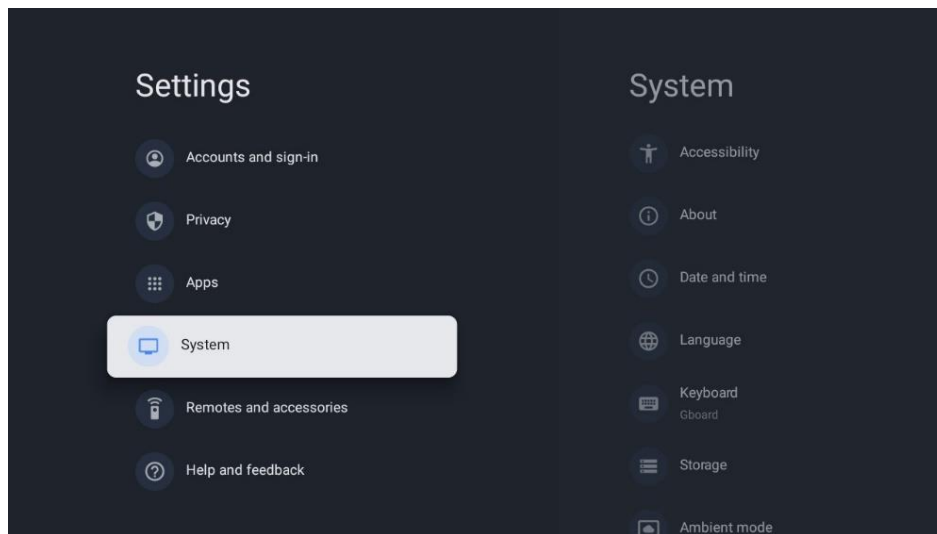 Settings
Accounts and sign-in
Privacy
Apps
System
Remotes and accessories
Help and feedback
System
Accessibility
About
Date and time
Language
Keyboard
Gboard
Storage
Ambient mode